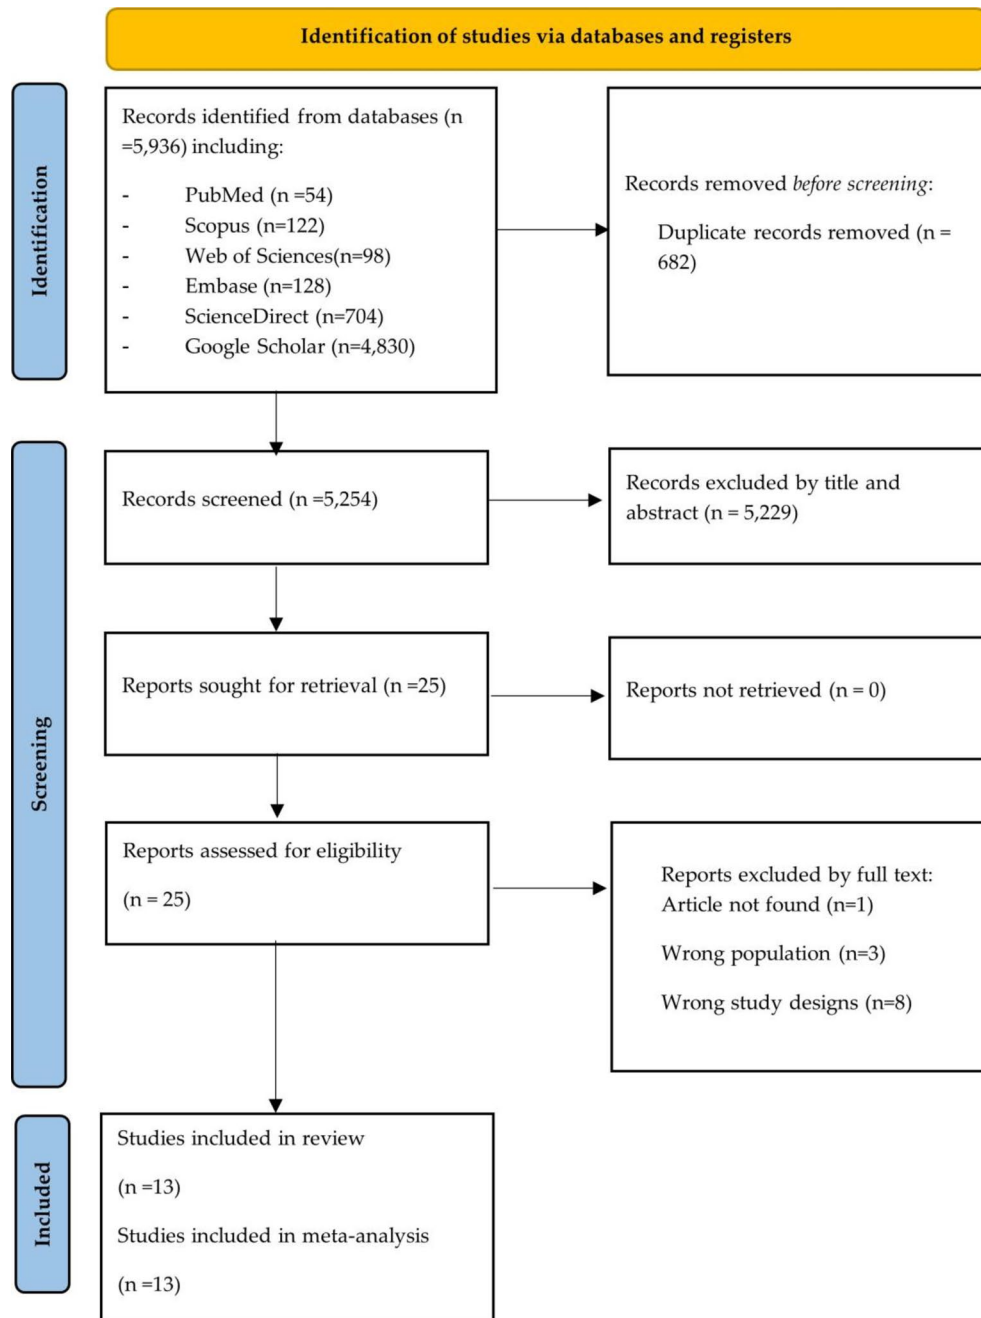 Identification of studies via databases and registers
Identification
Records identified from databases (n
=5,936) including:
- PubMed (n =54)
- Scopus (n=122)
- Web of Sciences(n=98)
- Embase (n=128)
- ScienceDirect (n=704)
- Google Scholar (n=4,830)
Records removed before screening:
Duplicate records removed (n =
682)
Screening
Records screened (n =5,254)
Records excluded by title and
abstract (n = 5,229)
Reports sought for retrieval (n =25)
Reports not retrieved (n = 0)
Reports assessed for eligibility
(n = 25)
Reports excluded by full text:
Article not found (n=1)
Wrong population (n=3)
Wrong study designs (n=8)
Included
Studies included in review
(n =13)
Studies included in meta-analysis
(n =13)